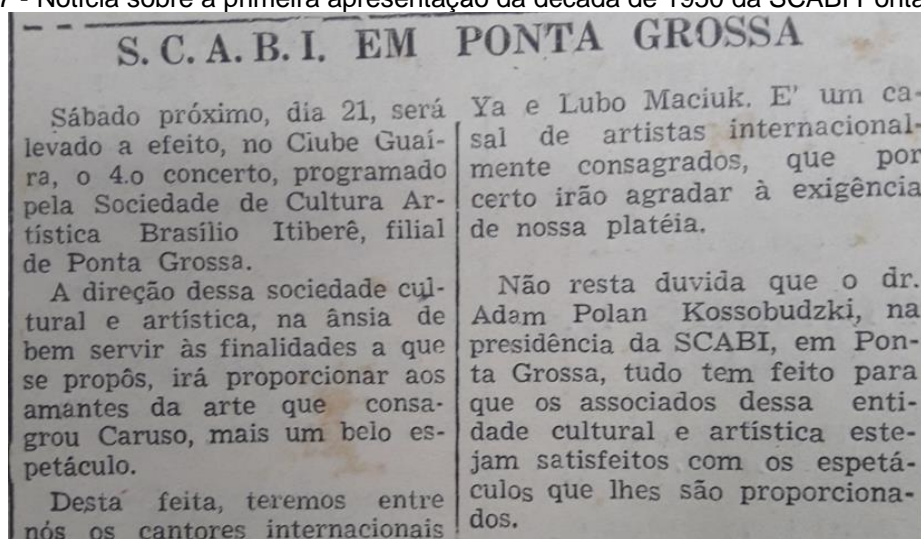 7 - Notícia sobre a primeira apresentação da década de 1950 da SCABI Ponta
S. C. A. B. I. EM PONTA GROSSA
Sábado próximo, dia 21, será
levado a efeito, no Clube Guaí-
ra, o 4.o concerto, programado
pela Sociedade de Cultura Ar-
tística Brasílio Itiberê, filial
de Ponta Grossa.
A direção dessa sociedade cul-
tural e artística, na ânsia de
bem servir às finalidades a que
se propôs, irá proporcionar aos
amantes da arte que consa-
grou Caruso, mais um belo es-
petáculo.
Desta feita, teremos entre
nós os cantores internacionais
Ya e Lubo Maciuk. E' um ca-
sal de artistas internacional-
mente consagrados, que por
certo irão agradar à exigência
de nossa platéia.
Não resta duvida que o dr.
Adam Polan Kossobudzki, na
presidência da SCABI, em Pon-
ta Grossa, tudo tem feito para
que os associados dessa enti-
dade cultural e artística este-
jam satisfeitos com os espetá-
culos que lhes são proporciona-
dos.